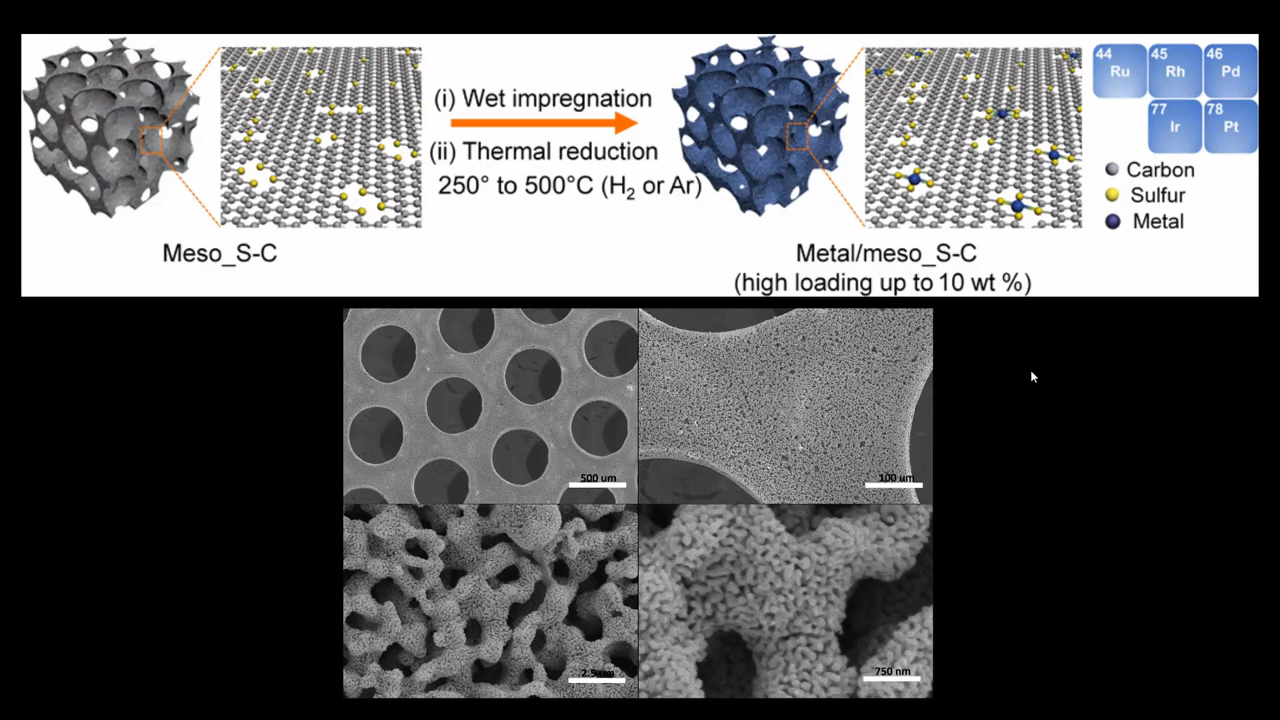 (i) Wet impregnation
(ii) Thermal reduction
250° to 500°C (H₂ or Ar)
Meso_S-C
Metal/meso_S-C
(high loading up to 10 wt %)
44 Ru 45 Rh 46 Pd
77 Ir 78 Pt
Carbon
Sulfur
Metal
500 um
100 um
750 nm